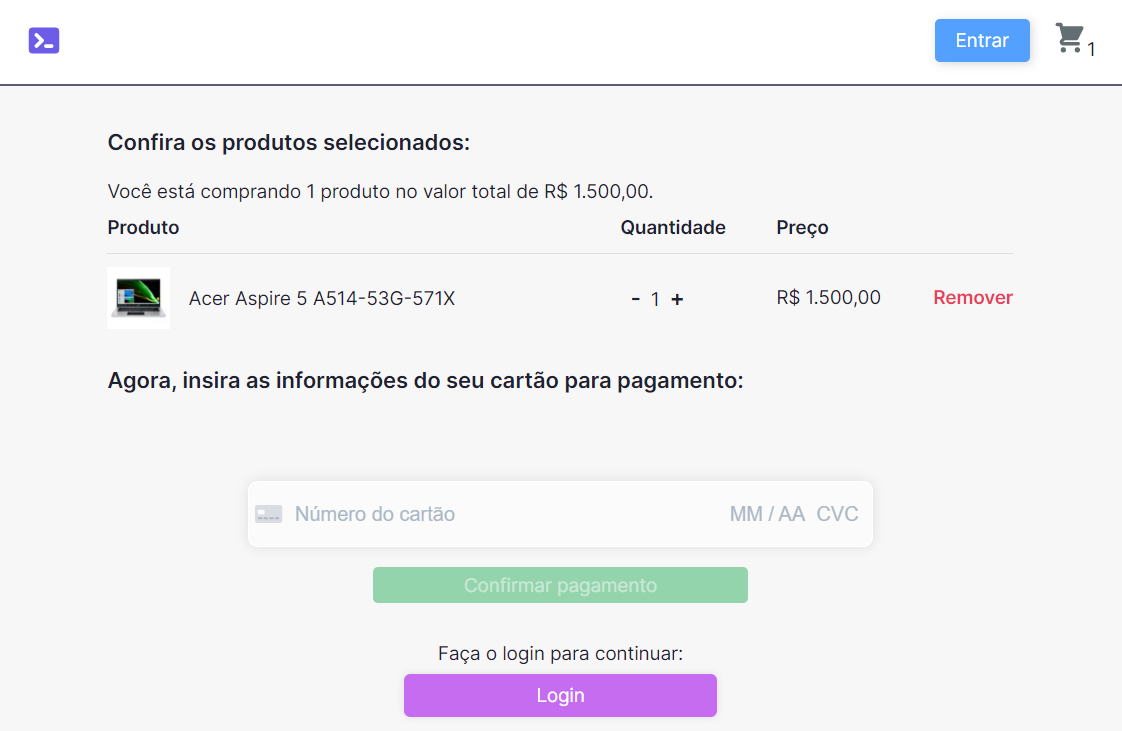 Entrar
1
Confira os produtos selecionados:
Você está comprando 1 produto no valor total de R$ 1.500,00.
Produto Quantidade Preço
Acer Aspire 5 A514-53G-571X - 1 + R$ 1.500,00 Remover
Agora, insira as informações do seu cartão para pagamento:
Número do cartão MM / AA CVC
Confirmar pagamento
Faça o login para continuar:
Login